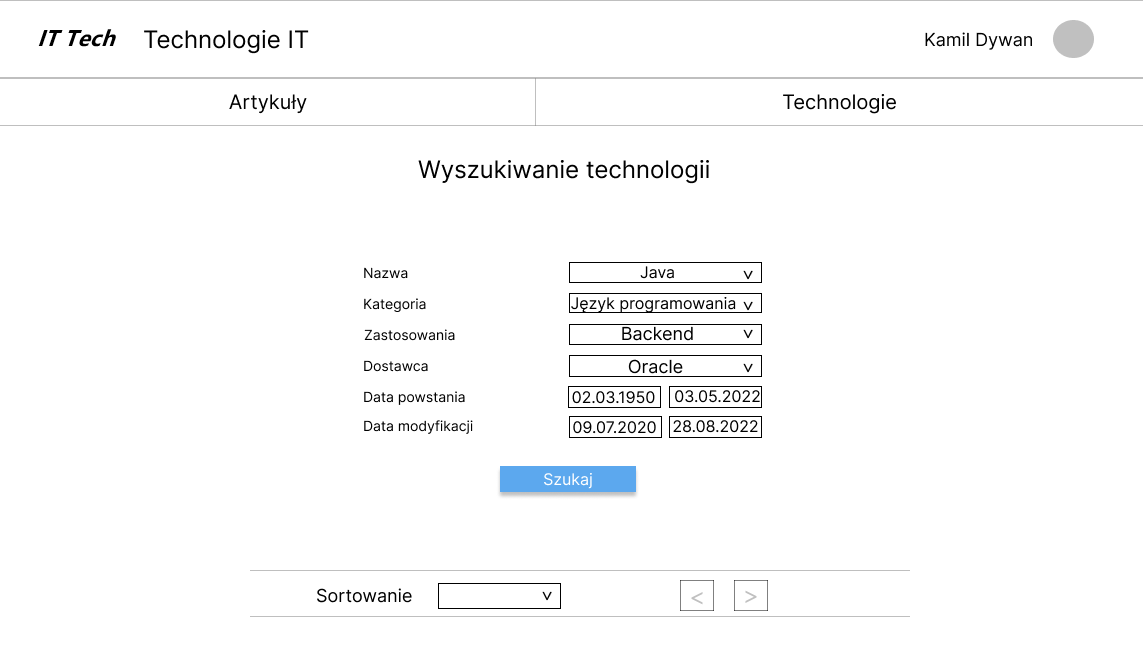 IT Tech Technologie IT Kamil Dywan
Artykuły Technologie
Wyszukiwanie technologii
Nazwa Java v
Kategoria Język programowania v
Zastosowania Backend v
Dostawca Oracle v
Data powstania 02.03.1950 03.05.2022
Data modyfikacji 09.07.2020 28.08.2022
Szukaj
Sortowanie v < >